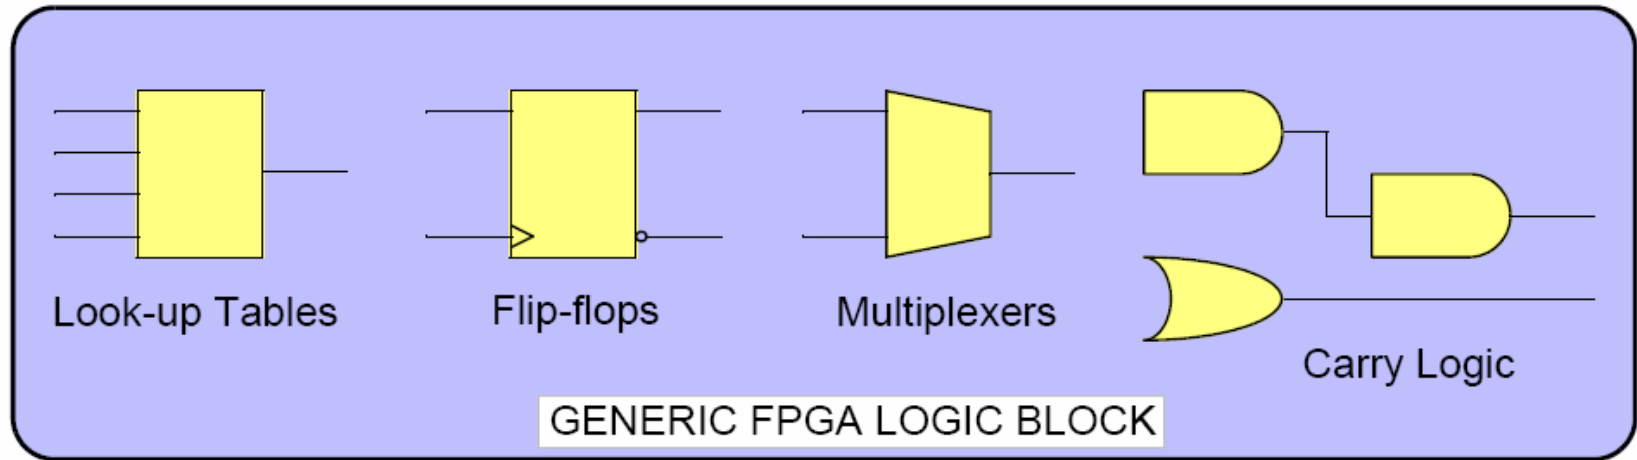 Look-up Tables
Flip-flops
Multiplexers
Carry Logic
GENERIC FPGA LOGIC BLOCK